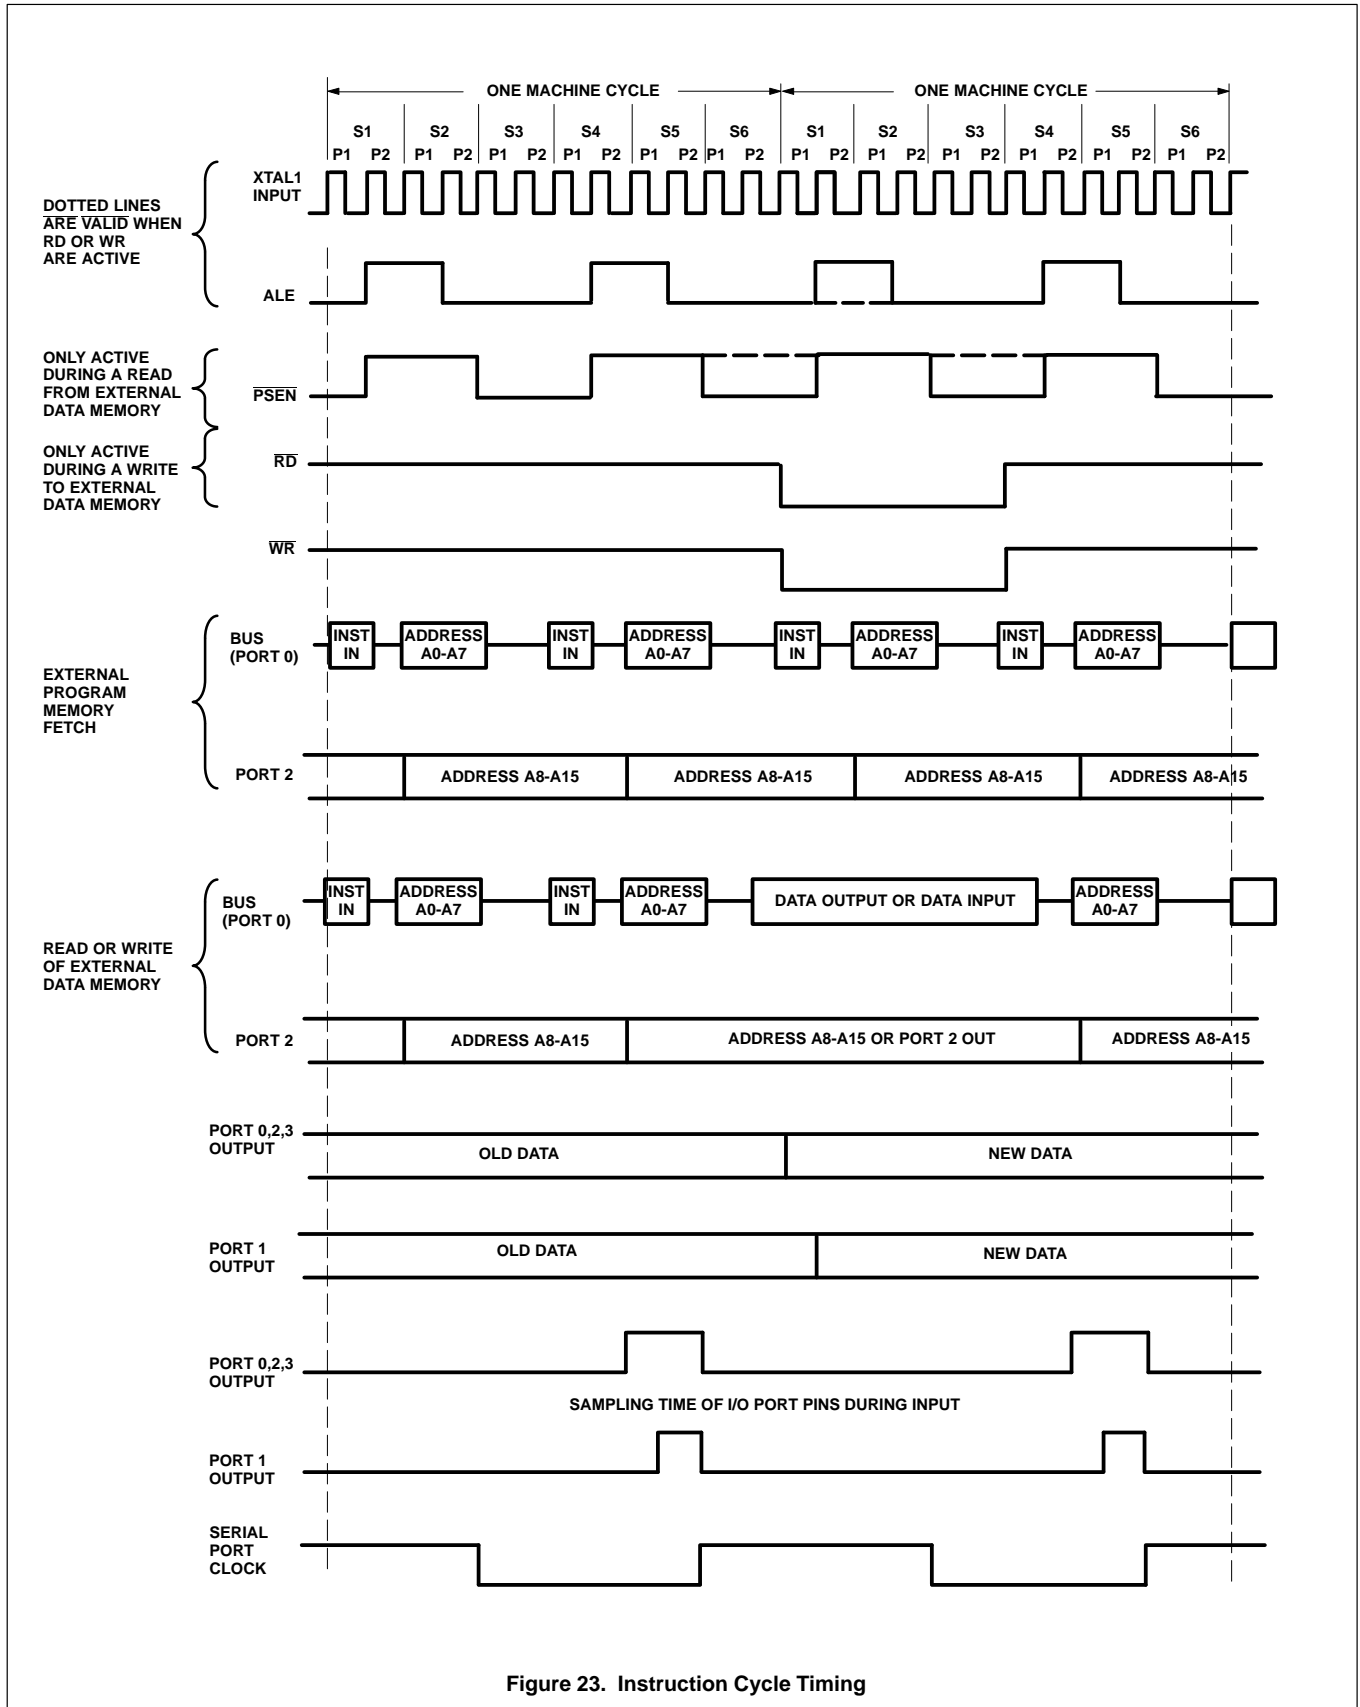 ONE MACHINE CYCLE ONE MACHINE CYCLE
S1 S2 S3 S4 S5 S6 S1 S2 S3 S4 S5 S6
P1 P2 P1 P2 P1 P2 P1 P2 P1 P2 P1 P2 P1 P2 P1 P2 P1 P2 P1 P2 P1 P2 P1 P2
XTAL1
INPUT
DOTTED LINES
ARE VALID WHEN
RD OR WR
ARE ACTIVE
ALE
ONLY ACTIVE
DURING A READ
FROM EXTERNAL
DATA MEMORY
PSEN
ONLY ACTIVE
DURING A WRITE
TO EXTERNAL
DATA MEMORY
RD
WR
EXTERNAL
PROGRAM
MEMORY
FETCH
BUS
(PORT 0)
INST
IN
ADDRESS
A0-A7
INST
IN
ADDRESS
A0-A7
INST
IN
ADDRESS
A0-A7
INST
IN
ADDRESS
A0-A7
PORT 2
ADDRESS A8-A15 ADDRESS A8-A15 ADDRESS A8-A15 ADDRESS A8-A15
READ OR WRITE
OF EXTERNAL
DATA MEMORY
BUS
(PORT 0)
INST
IN
ADDRESS
A0-A7
INST
IN
ADDRESS
A0-A7
DATA OUTPUT OR DATA INPUT
ADDRESS
A0-A7
PORT 2
ADDRESS A8-A15 ADDRESS A8-A15 OR PORT 2 OUT ADDRESS A8-A15
PORT 0,2,3
OUTPUT
OLD DATA NEW DATA
PORT 1
OUTPUT
OLD DATA NEW DATA
PORT 0,2,3
OUTPUT
SAMPLING TIME OF I/O PORT PINS DURING INPUT
PORT 1
OUTPUT
SERIAL
PORT
CLOCK
Figure 23. Instruction Cycle Timing